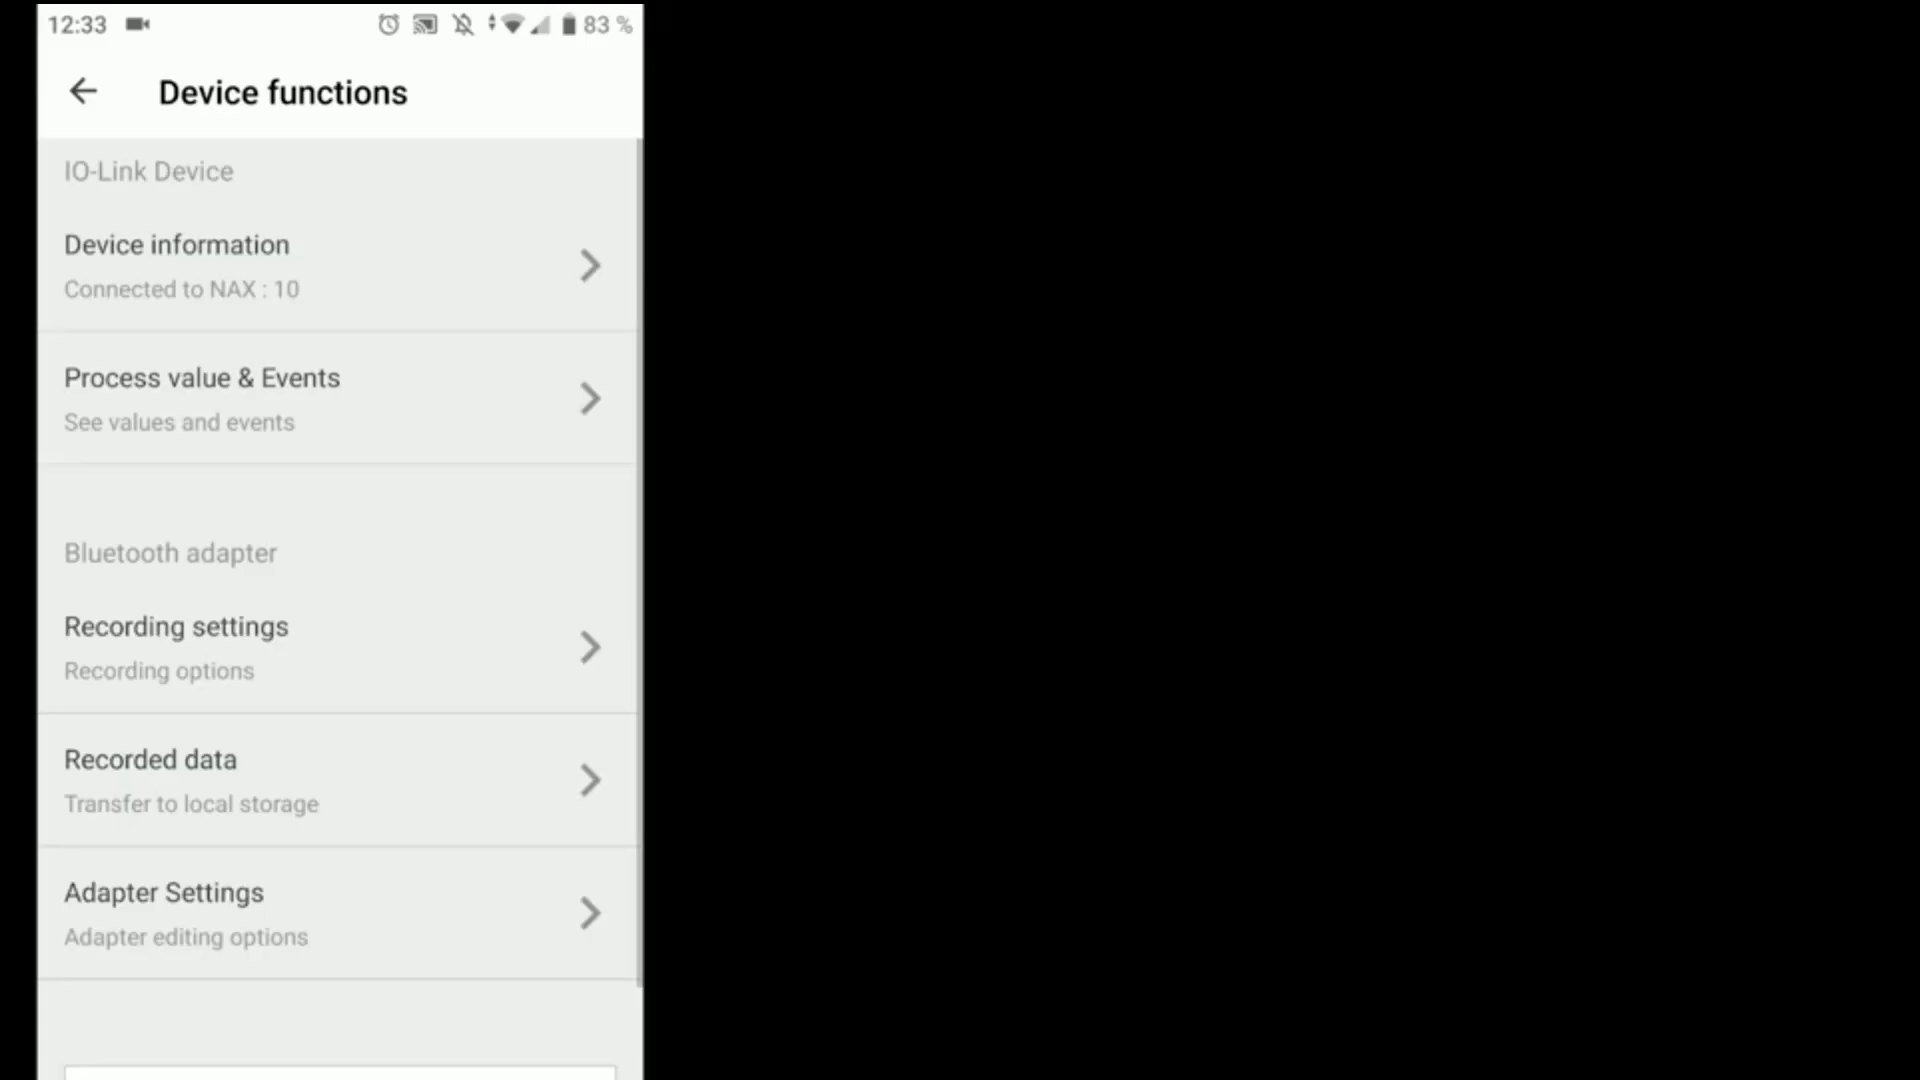 12:33 83 %
Device functions
IO-Link Device
Device information
Connected to NAX : 10
Process value & Events
See values and events
Bluetooth adapter
Recording settings
Recording options
Recorded data
Transfer to local storage
Adapter Settings
Adapter editing options